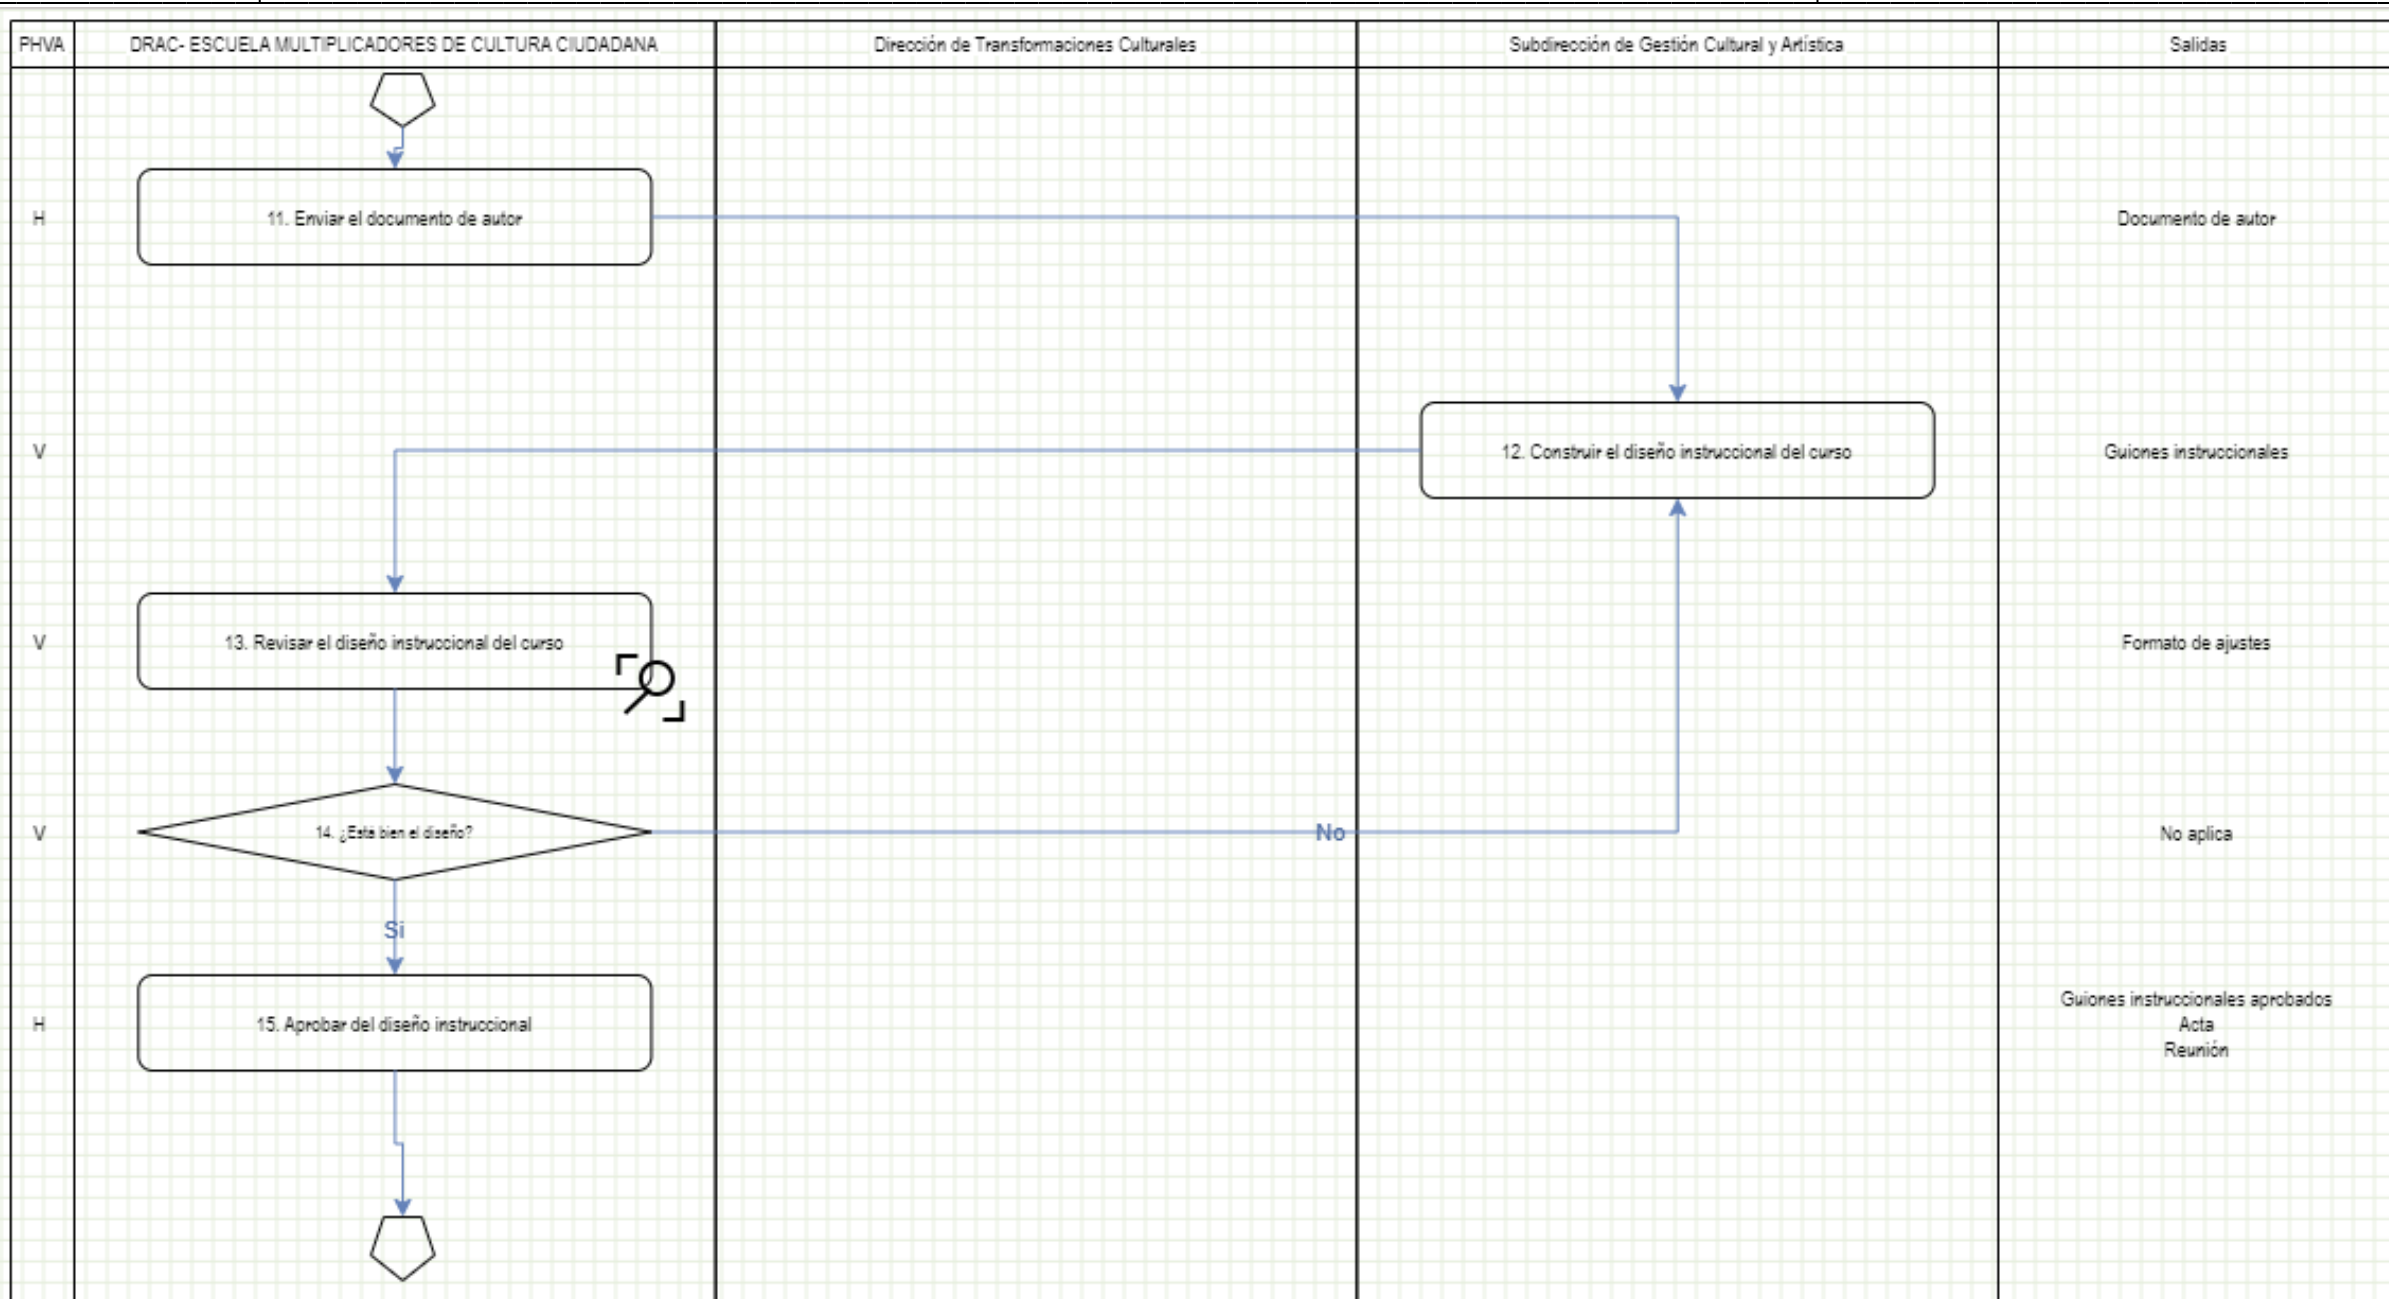 PHVA
DRAC- ESCUELA MULTIPLICADORES DE CULTURA CIUDADANA
Dirección de Transformaciones Culturales
Subdirección de Gestión Cultural y Artística
Salidas
H
11. Enviar el documento de autor
Documento de autor
V
12. Construir el diseño instruccional del curso
Guiones instruccionales
V
13. Revisar el diseño instruccional del curso
Formato de ajustes
V
14. ¿Está bien el diseño?
No
No aplica
Si
H
15. Aprobar del diseño instruccional
Guiones instruccionales aprobados
Acta
Reunión